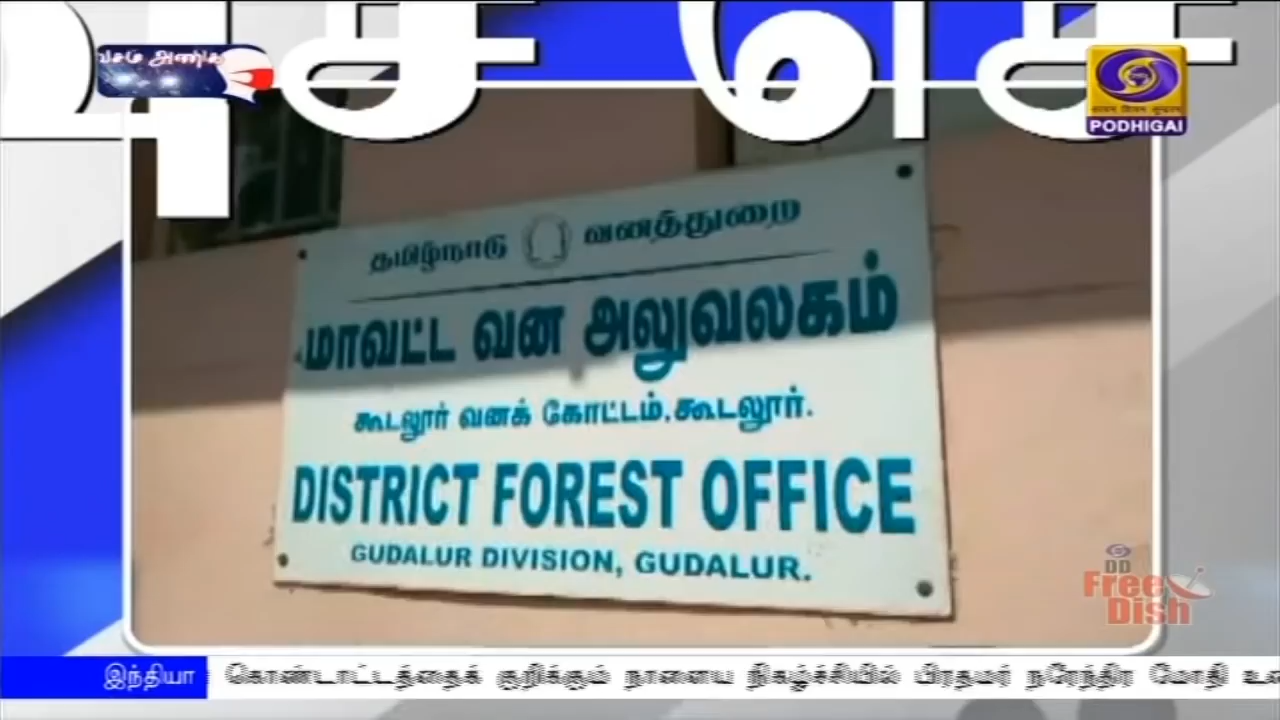 தமிழ்நாடு வனத்துறை
மாவட்ட வன அலுவலகம்
கூடலூர் வனக் கோட்டம்.கூடலூர்.
DISTRICT FOREST OFFICE
GUDALUR DIVISION, GUDALUR.
PODHIGAI
DD
Free Dish
இந்தியா கொண்டாட்டத்தைக் குறிக்கும் நாளைய நிகழ்ச்சியில் பிரதமர் நரேந்திர மோதி